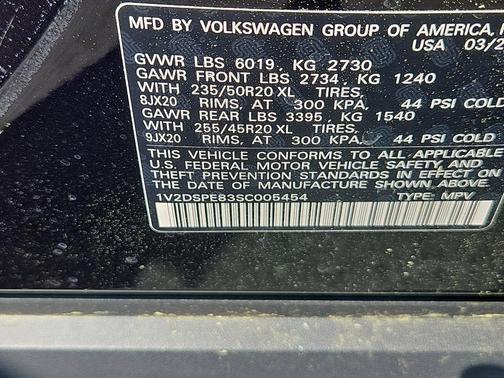 MFD BY VOLKSWAGEN GROUP OF AMERICA,
USA 03/2
GVWR LBS 6019, KG 2730
GAWR FRONT LBS 2734, KG 1240
WITH 235/50R20 XL TIRES,
8JX20 RIMS, AT 300 KPA, 44 PSI COLD
GAWR REAR LBS 3395, KG 1540
WITH 255/45R20 XL TIRES,
9JX20 RIMS, AT 300 KPA, 44 PSI COLD
THIS VEHICLE CONFORMS TO ALL APPLICABLE
U.S. FEDERAL MOTOR VEHICLE SAFETY, AND
THEFT PREVENTION STANDARDS IN EFFECT ON
THE DATE OF MANUFACTURE SHOWN ABOVE.
1V2DSPE83SC005454 TYPE: MPV